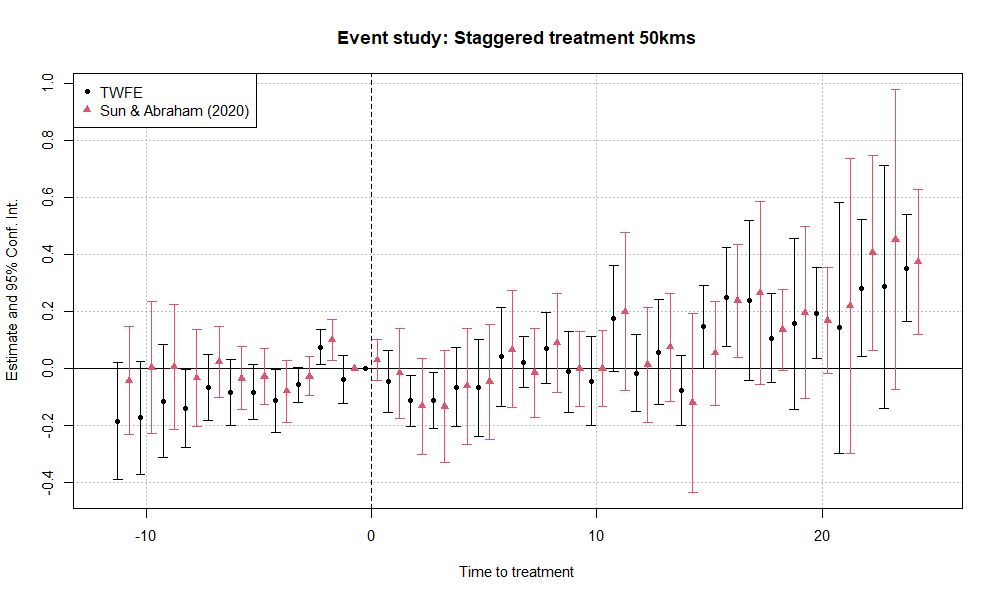 Event study: Staggered treatment 50kms
TWFE
Sun & Abraham (2020)
Estimate and 95% Conf. Int.
1.0
0.8
0.6
0.4
0.2
0.0
-0.2
-0.4
-10
0
10
20
Time to treatment